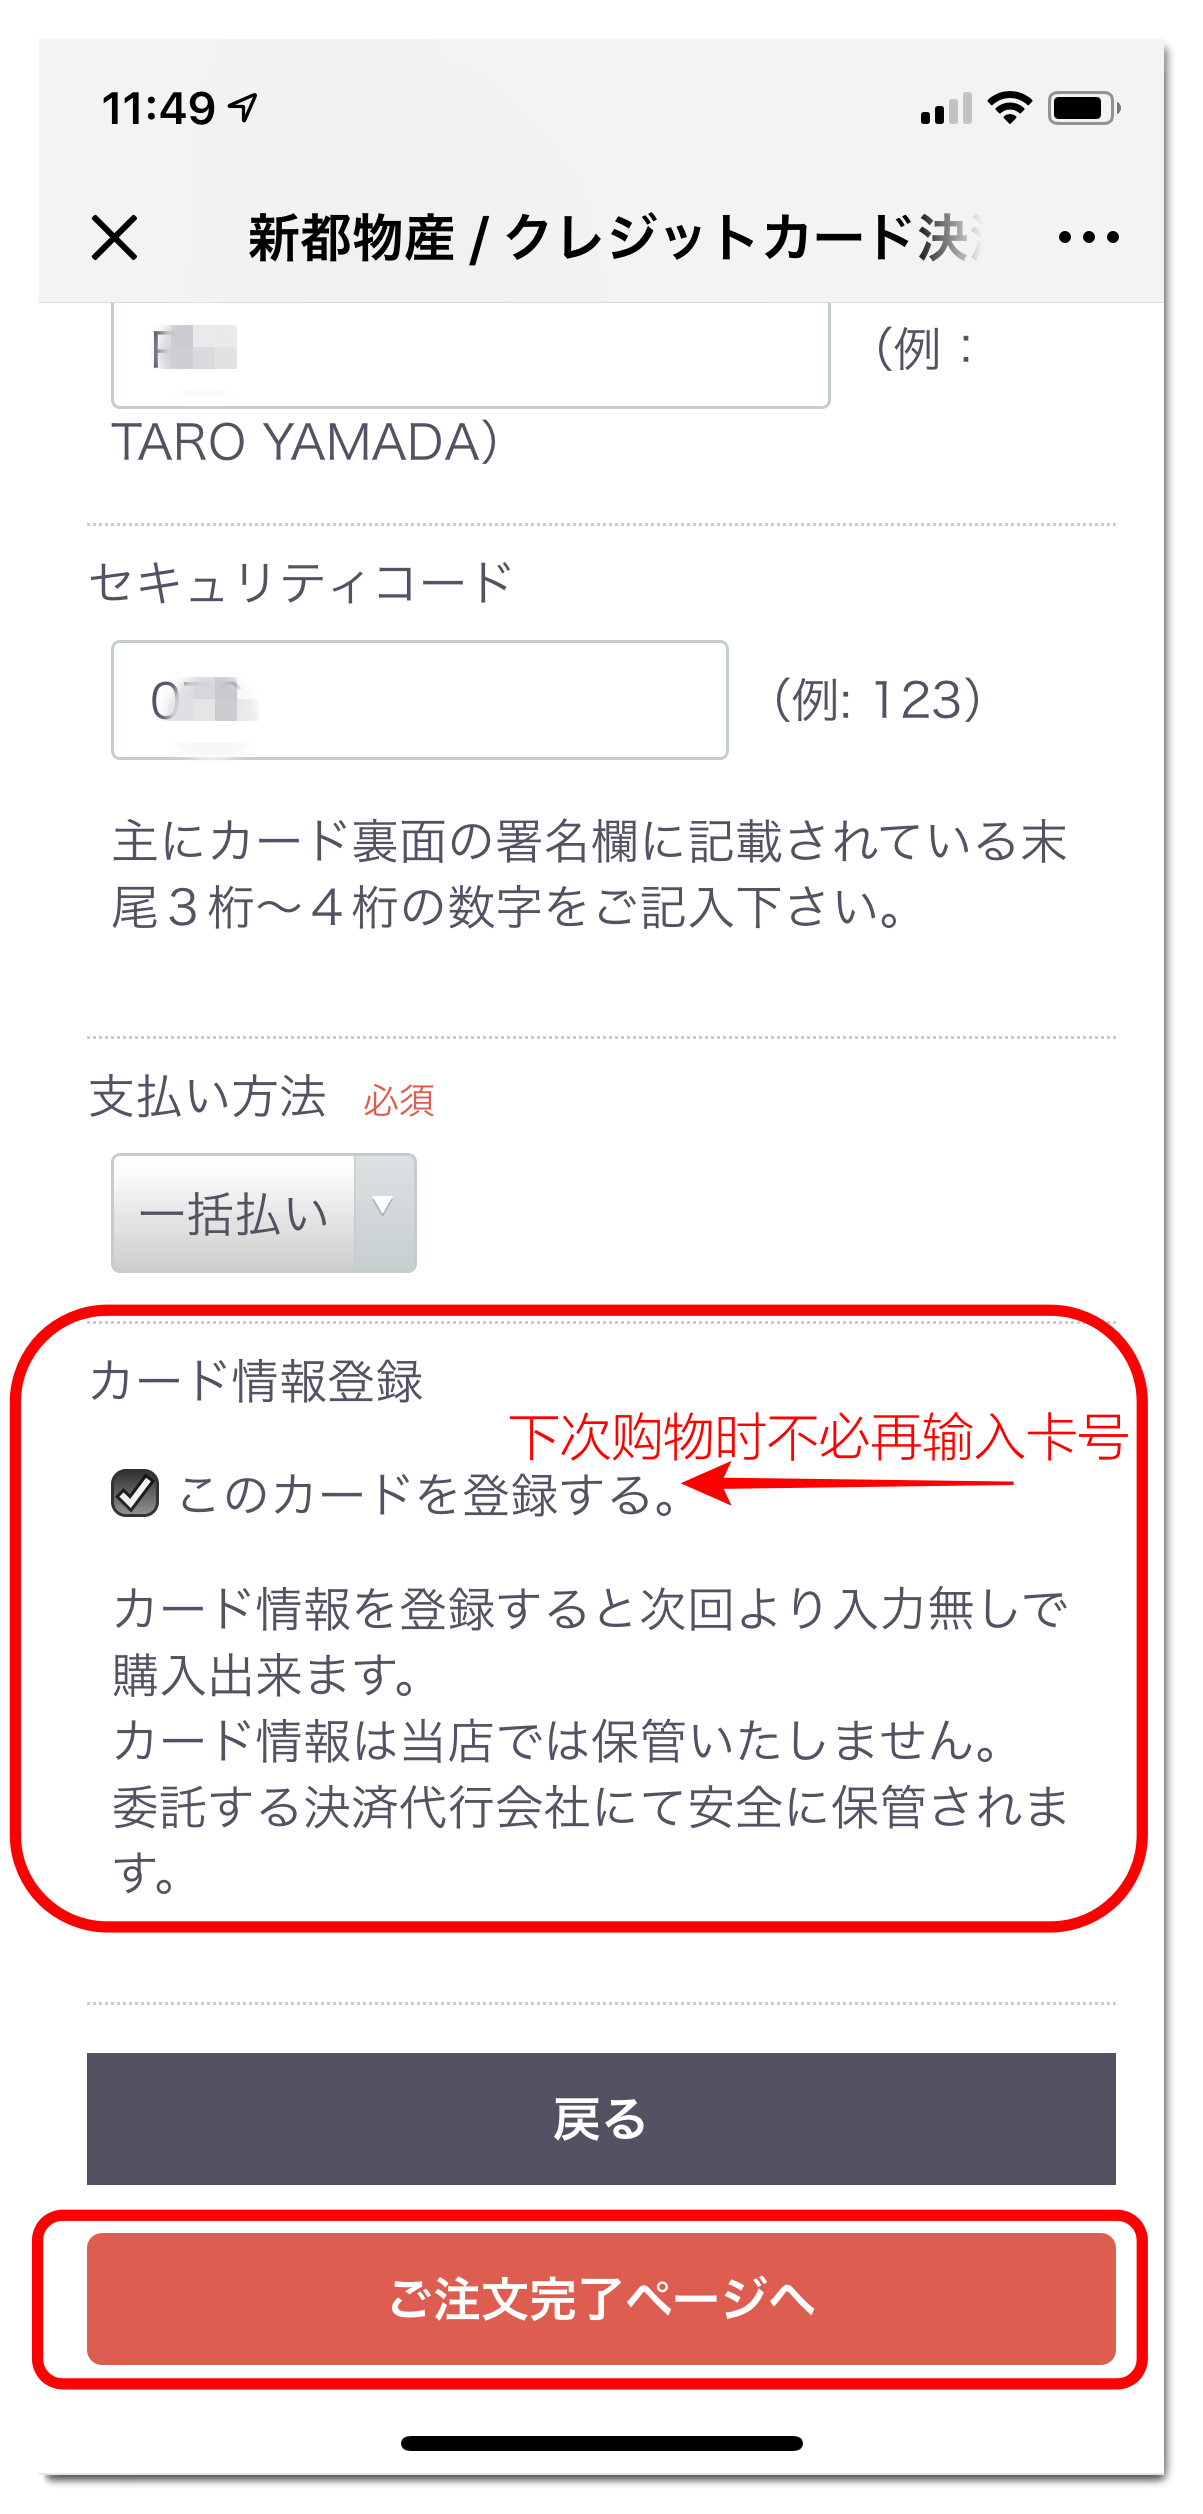 11:49
新都物産 / クレジットカード決
（例：
TARO YAMADA）
セキュリティコード
（例: 123）
主にカード裏面の署名欄に記載されている末
尾３桁〜４桁の数字をご記入下さい。
支払い方法 必須
一括払い
カード情報登録
下次购物时不必再输入卡号
このカードを登録する。
カード情報を登録すると次回より入力無しで
購入出来ます。
カード情報は当店では保管いたしません。
委託する決済代行会社にて安全に保管されま
す。
戻る
ご注文完了ページへ